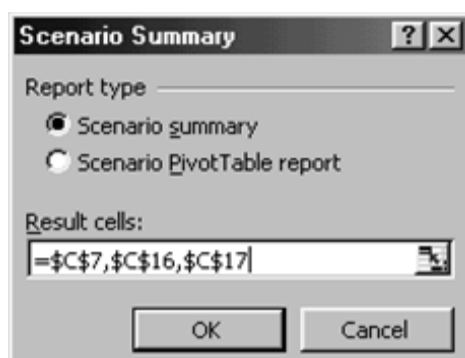 Scenario Summary
Report type
Scenario summary
Scenario PivotTable report
Result cells:
=$C$7,$C$16,$C$17
OK
Cancel